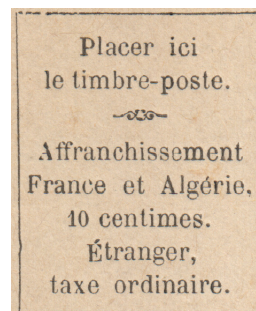 Placer ici
le timbre-poste.
Affranchissement
France et Algérie,
10 centimes.
Étranger,
taxe ordinaire.